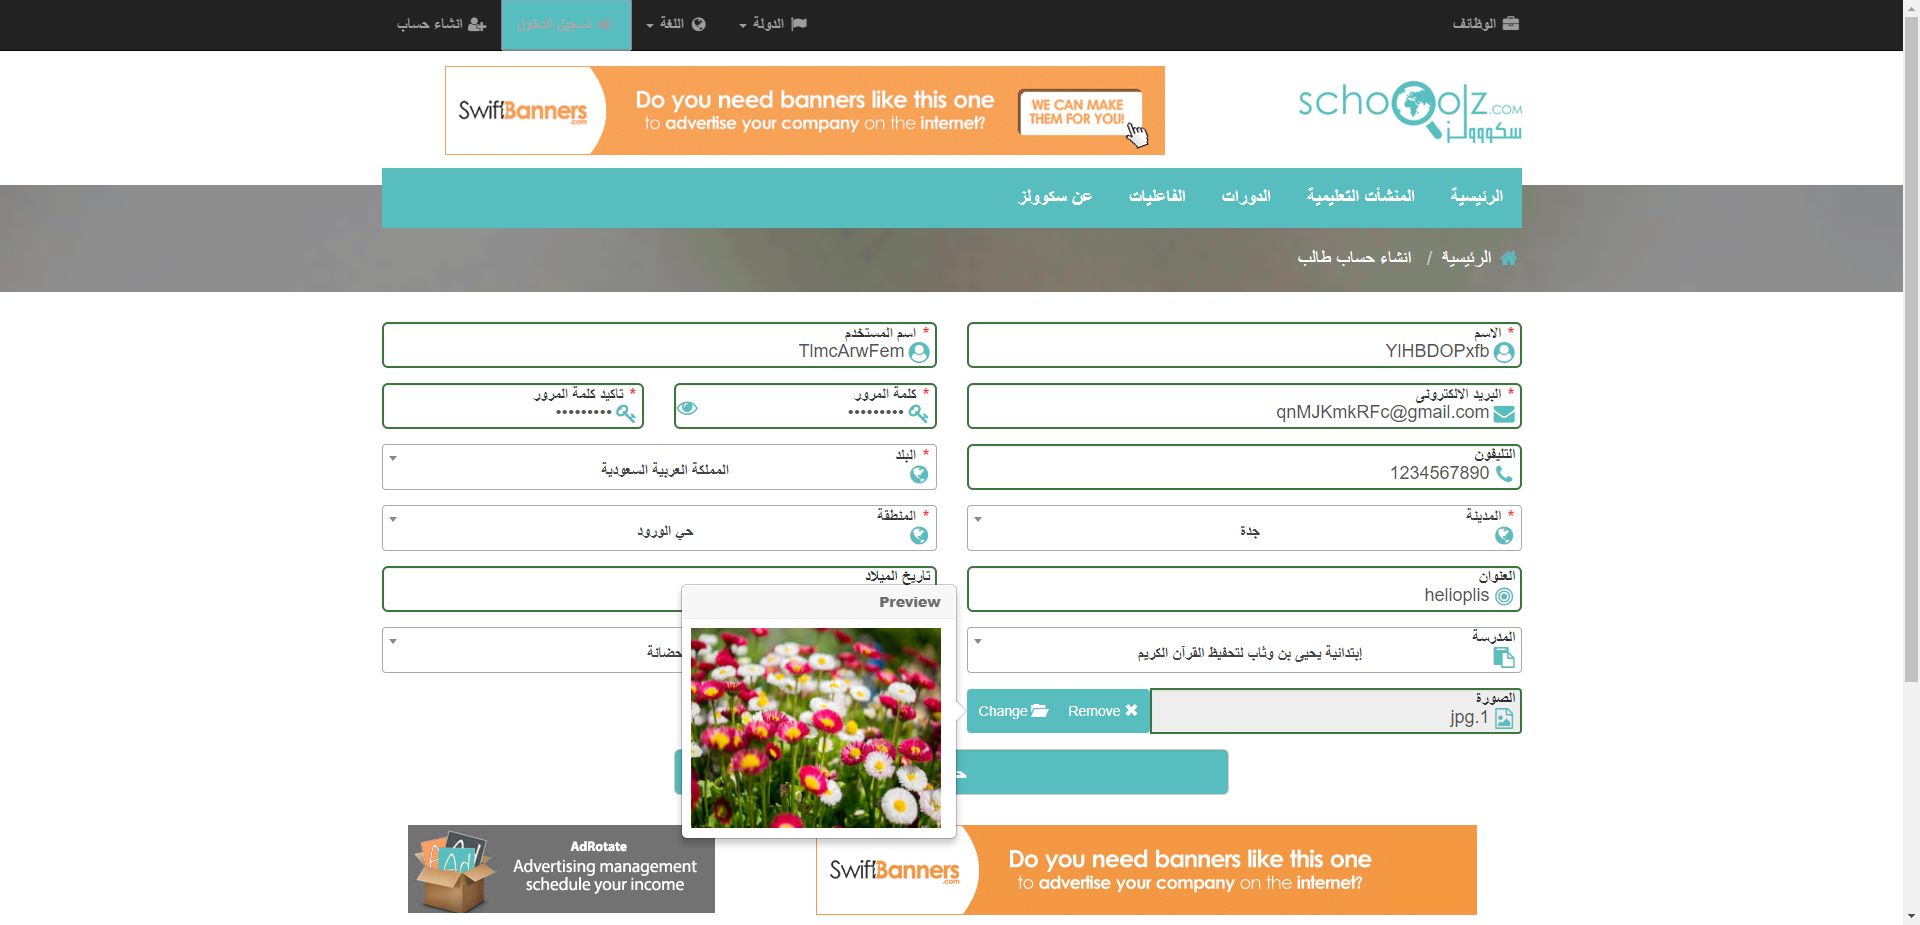 الوظائف
الدولة
اللغة
تسجيل الدخول
انشاء حساب
schoolz.com
سكوولز
SwiftBanners.com
Do you need banners like this one
to advertise your company on the internet?
WE CAN MAKE
THEM FOR YOU!
الرئيسية
المنشأت التعليمية
الدورات
الفاعليات
عن سكوولز
الرئيسية / انشاء حساب طالب
* الاسم
YlHBDOPxfb
* اسم المستخدم
TlmcArwFem
* البريد الالكترونى
qnMJKmkRFc@gmail.com
* كلمة المرور
•••••••••
* تاكيد كلمة المرور
•••••••••
التليفون
1234567890
* البلد
المملكة العربية السعودية
* المدينة
جدة
* المنطقة
حي الورود
العنوان
helioplis
تاريخ الميلاد
المدرسة
إبتدائية يحيى بن وثاب لتحفيظ القرآن الكريم
حضانة
الصورة
jpg.1
Remove
Change
Preview
AdRotate
Advertising management
schedule your income
SwiftBanners.com
Do you need banners like this one
to advertise your company on the internet?